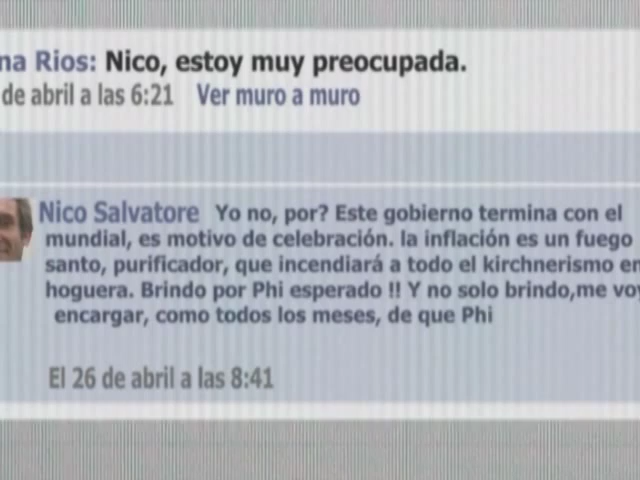 na Rios: Nico, estoy muy preocupada.
de abril a las 6:21 Ver muro a muro
Nico Salvatore Yo no, por? Este gobierno termina con el
mundial, es motivo de celebración. la inflación es un fuego
santo, purificador, que incendiará a todo el kirchnerismo en
hoguera. Brindo por Phi esperado !! Y no solo brindo,me voy
encargar, como todos los meses, de que Phi
El 26 de abril a las 8:41